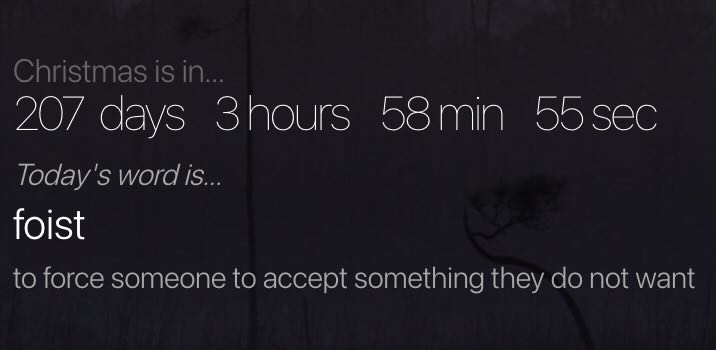 Christmas is in...
207 days 3 hours 58 min 55 sec
Today's word is...
foist
to force someone to accept something they do not want